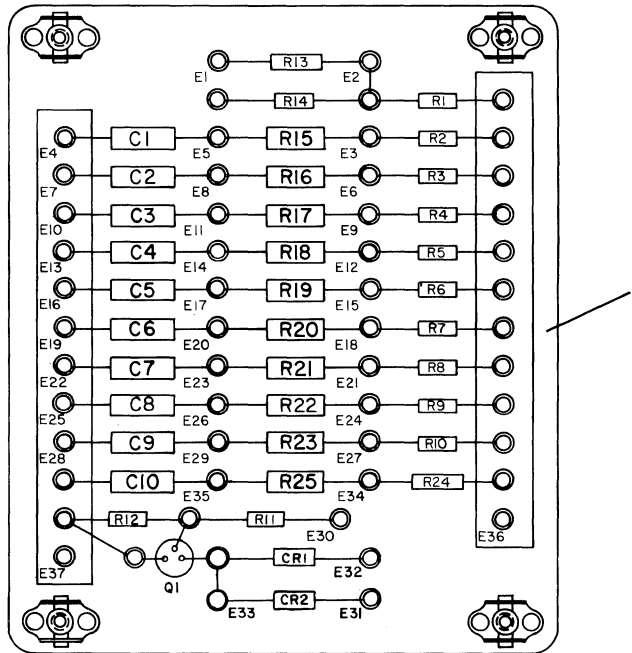 R13
E1 E2
R14 R1
C1 R15 R2
E4 E5 E3
C2 R16 R3
E7 E8 E6
C3 R17 R4
E10 E11 E9
C4 R18 R5
E13 E14 E12
C5 R19 R6
E16 E17 E15
C6 R20 R7
E19 E20 E18
C7 R21 R8
E22 E23 E21
C8 R22 R9
E25 E26 E24
C9 R23 R10
E28 E29 E27
C10 R25 R24
E35 E34
R12 R11
E30 E36
CR1
E37 Q1 E32
CR2
E33 E31